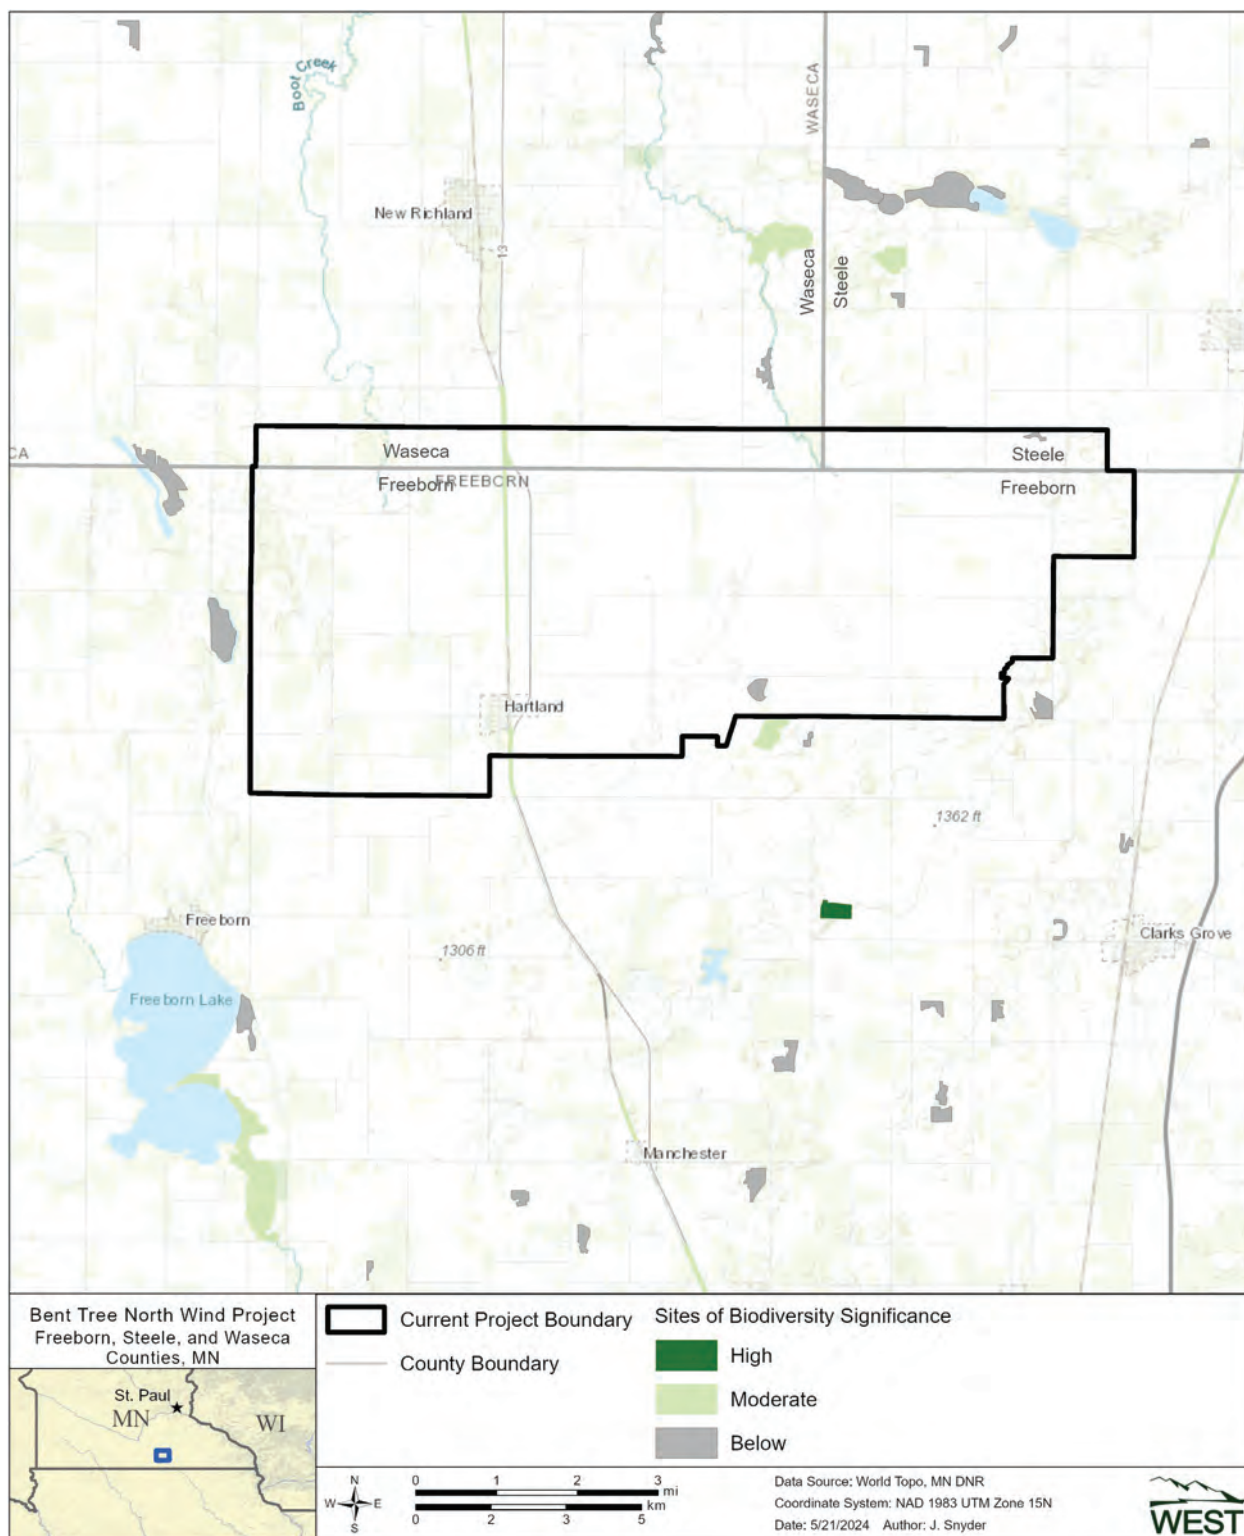 Boot Creek
WASECA
New Richland
13
Waseca
Steele
CA
Waseca
Steele
Freeborn
FREEBORN
Freeborn
Hartland
1362 ft
Freeborn
Clarks Grove
1306 ft
Freeborn Lake
Manchester
Bent Tree North Wind Project
Freeborn, Steele, and Waseca
Counties, MN
St. Paul
MN
WI
Current Project Boundary
County Boundary
Sites of Biodiversity Significance
High
Moderate
Below
N
W
E
S
0 1 2 3
mi
km
0 2 3 5
Data Source: World Topo, MN DNR
Coordinate System: NAD 1983 UTM Zone 15N
Date: 5/21/2024 Author: J. Snyder
WEST